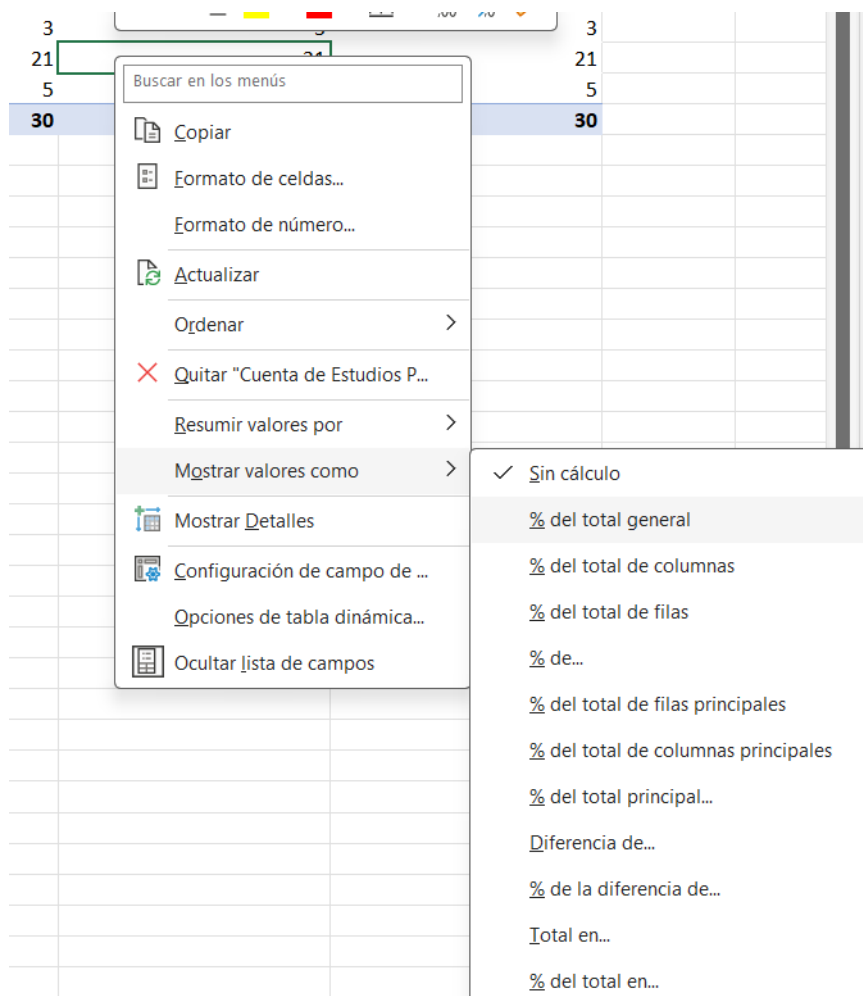 3 3
21 21 21
5 5
30 30
Buscar en los menús
Copiar
Formato de celdas...
Formato de número...
Actualizar
Ordenar
Quitar "Cuenta de Estudios P...
Resumir valores por
Mostrar valores como
Mostrar Detalles
Configuración de campo de ...
Opciones de tabla dinámica...
Ocultar lista de campos
Sin cálculo
% del total general
% del total de columnas
% del total de filas
% de...
% del total de filas principales
% del total de columnas principales
% del total principal...
Diferencia de...
% de la diferencia de...
Total en...
% del total en...